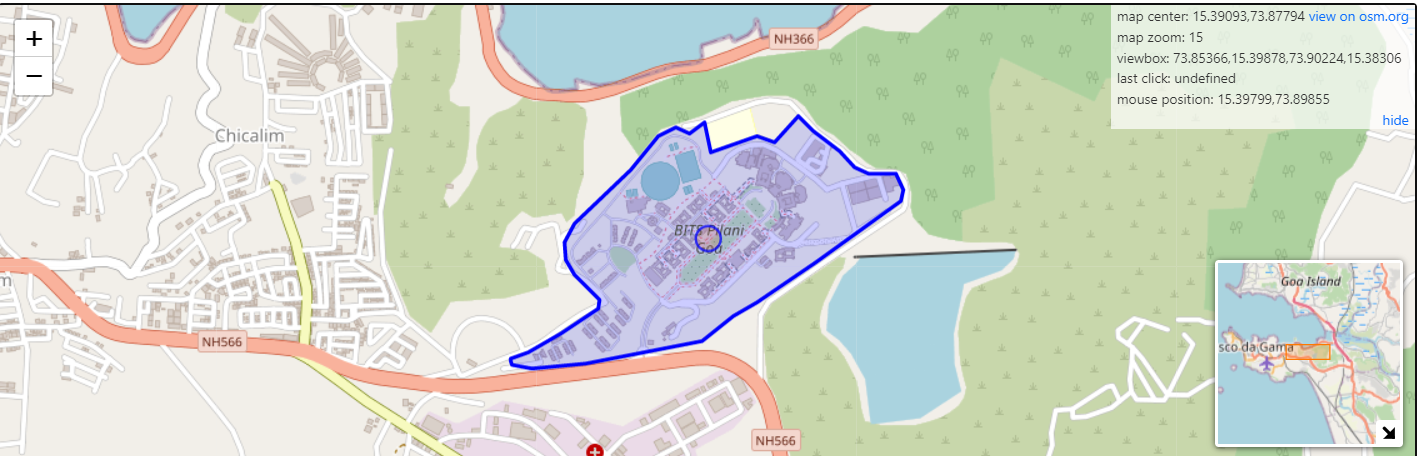 +
−
Chicalim
NH366
map center: 15.39093,73.87794 view on osm.org
map zoom: 15
viewbox: 73.85366,15.39878,73.90224,15.38306
last click: undefined
mouse position: 15.39799,73.89855
hide
BITS Pilani
Goa
m
NH566
NH566
Goa Island
sco da Gama